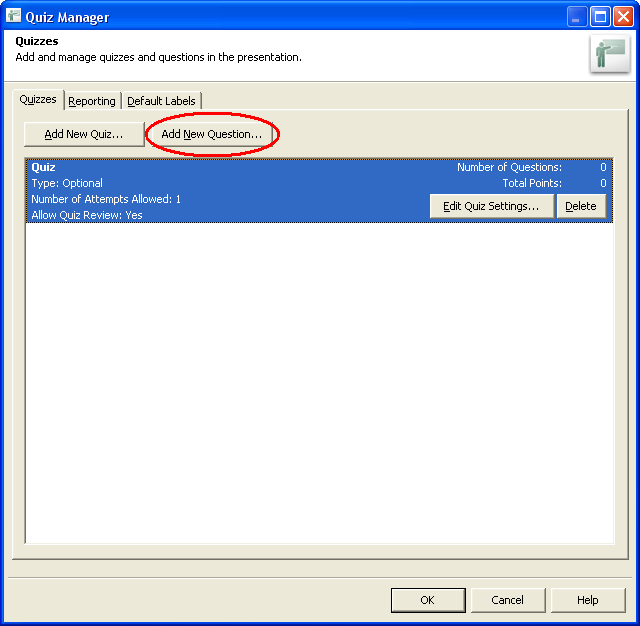 Quiz Manager
Quizzes
Add and manage quizzes and questions in the presentation.
Quizzes Reporting Default Labels
Add New Quiz... Add New Question...
Quiz Number of Questions: 0
Type: Optional Total Points: 0
Number of Attempts Allowed: 1
Edit Quiz Settings... Delete
Allow Quiz Review: Yes
OK Cancel Help